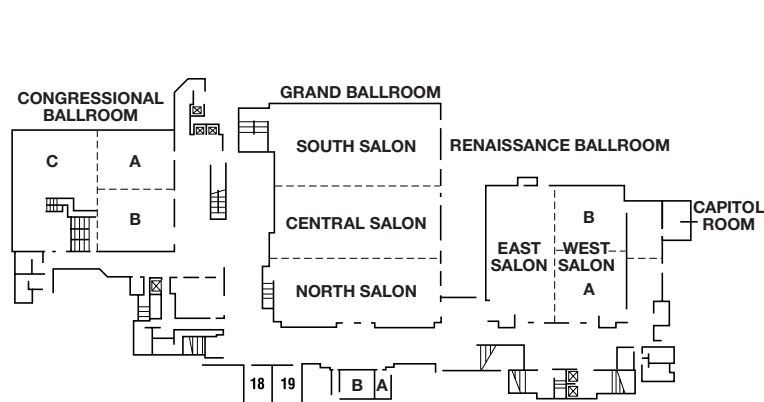 CONGRESSIONAL
BALLROOM
C
A
B
GRAND BALLROOM
SOUTH SALON
CENTRAL SALON
NORTH SALON
RENAISSANCE BALLROOM
EAST
SALON
B
WEST
SALON
A
CAPITOL
ROOM
18
19
B
A